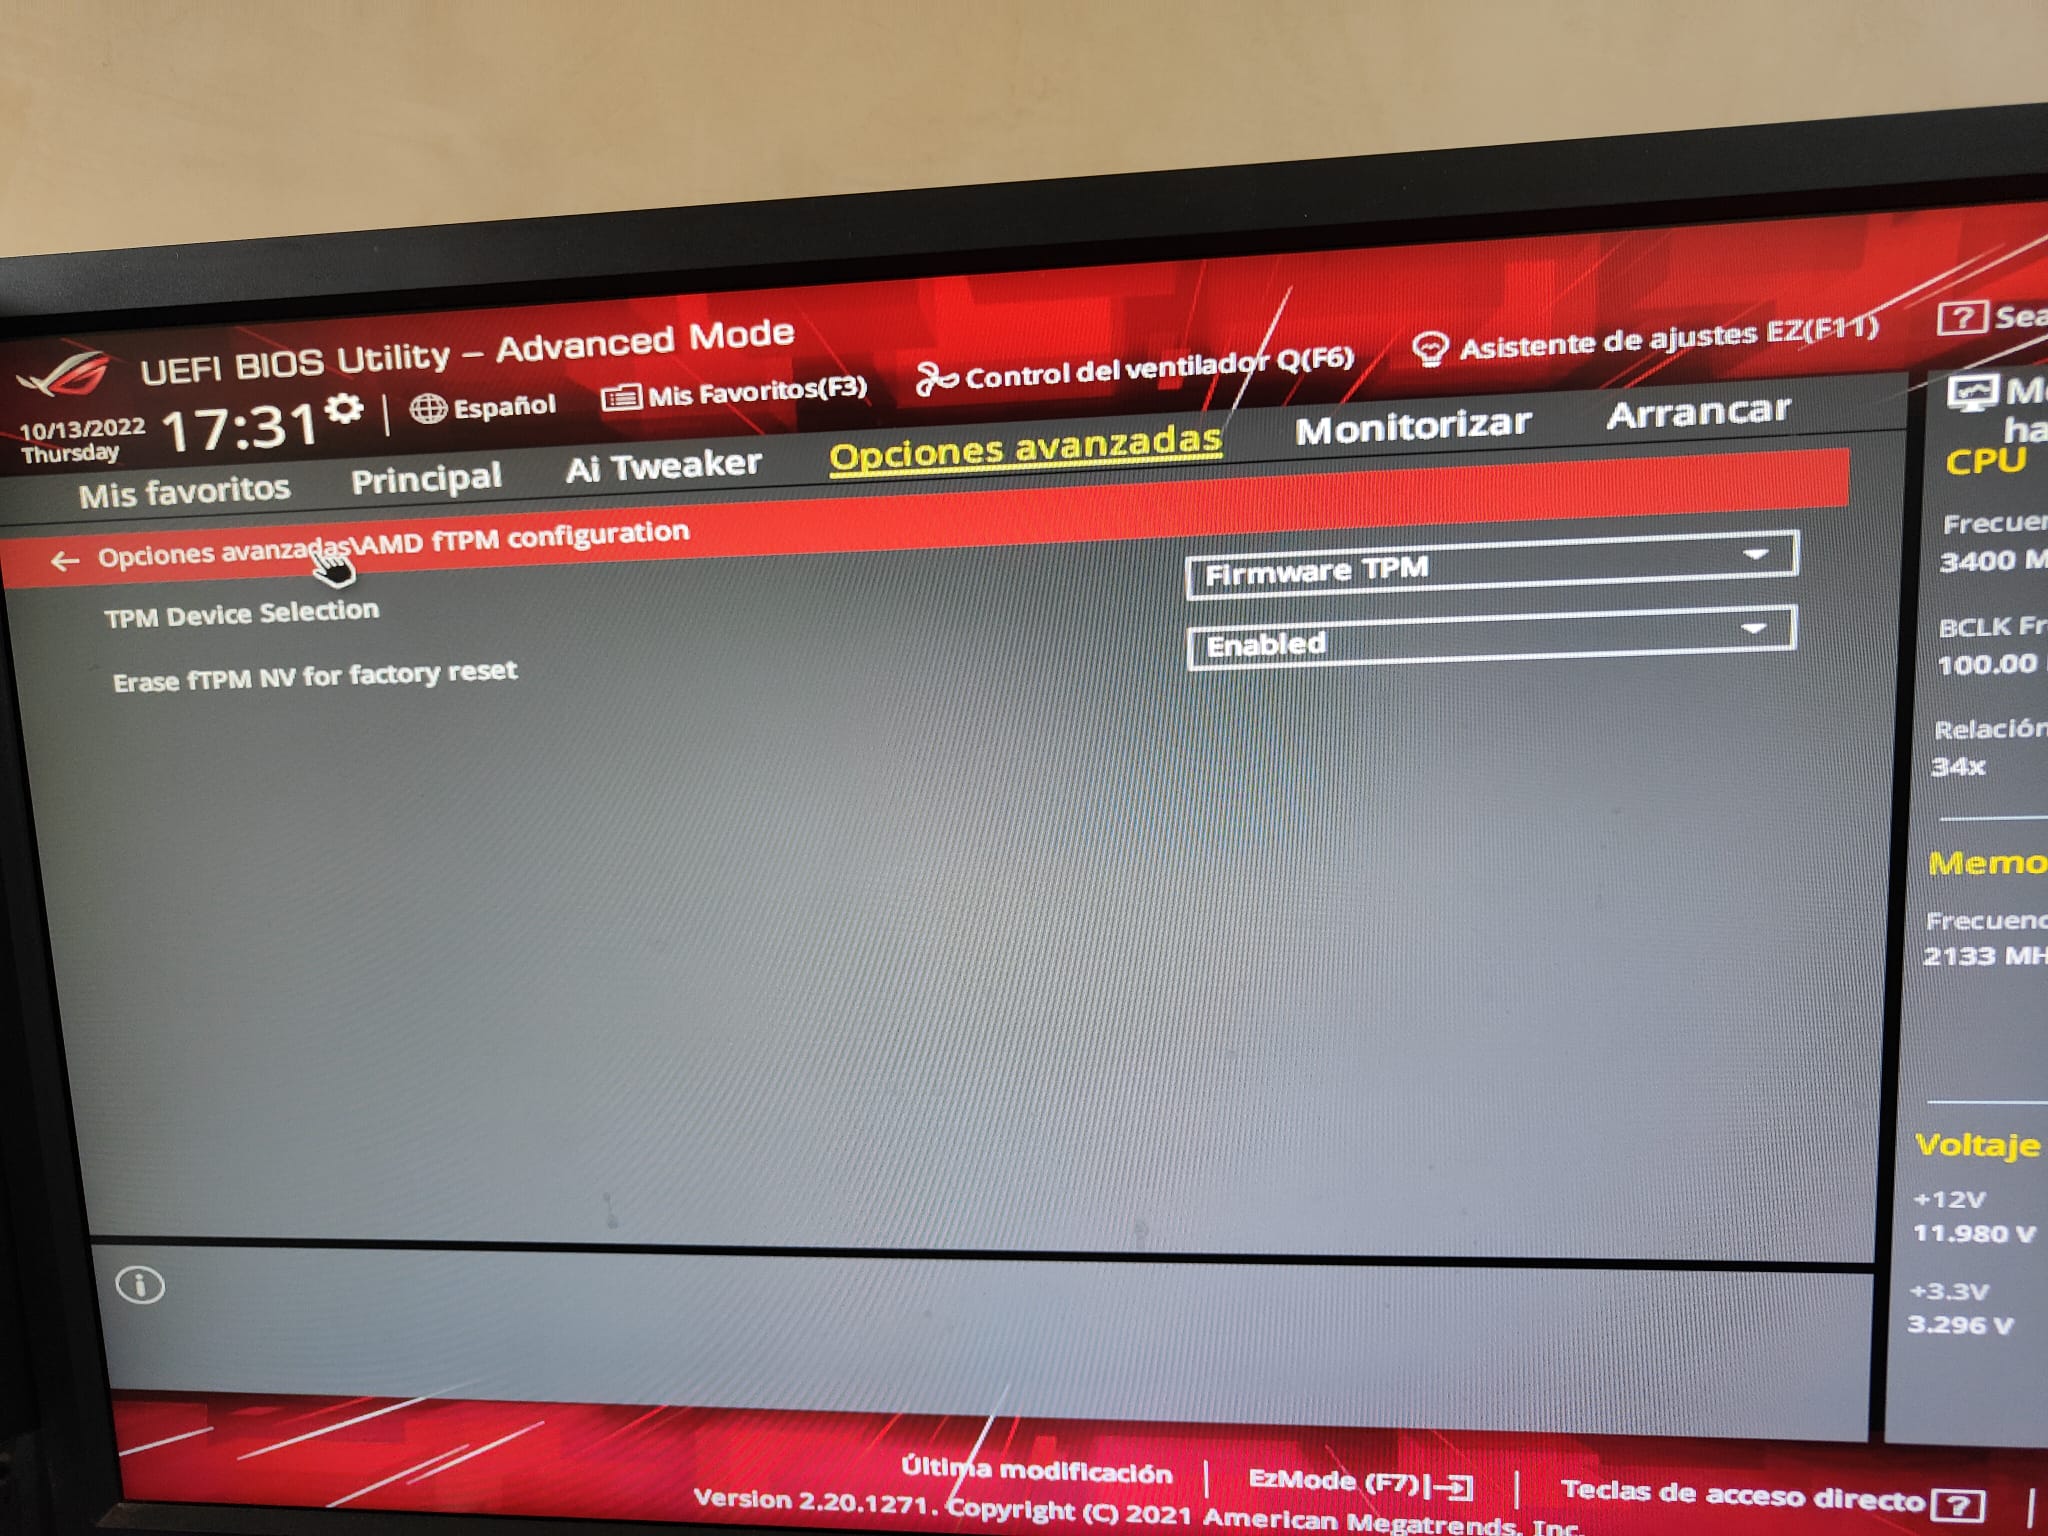 UEFI BIOS Utility – Advanced Mode
10/13/2022
Thursday
17:31
Español
Mis Favoritos(F3)
Control del ventilador Q(F6)
Asistente de ajustes EZ(F11)
?
Mis favoritos
Principal
Ai Tweaker
Opciones avanzadas
Monitorizar
Arrancar
← Opciones avanzadas\AMD fTPM configuration
TPM Device Selection
Firmware TPM
Erase fTPM NV for factory reset
Enabled
CPU
3400
100.00
34x
2133
Voltaje
+12V
11.980 V
+3.3V
3.296 V
i
Última modificación
EzMode (F7)
Teclas de acceso directo ?
Version 2.20.1271. Copyright (C) 2021 American Megatrends, Inc.